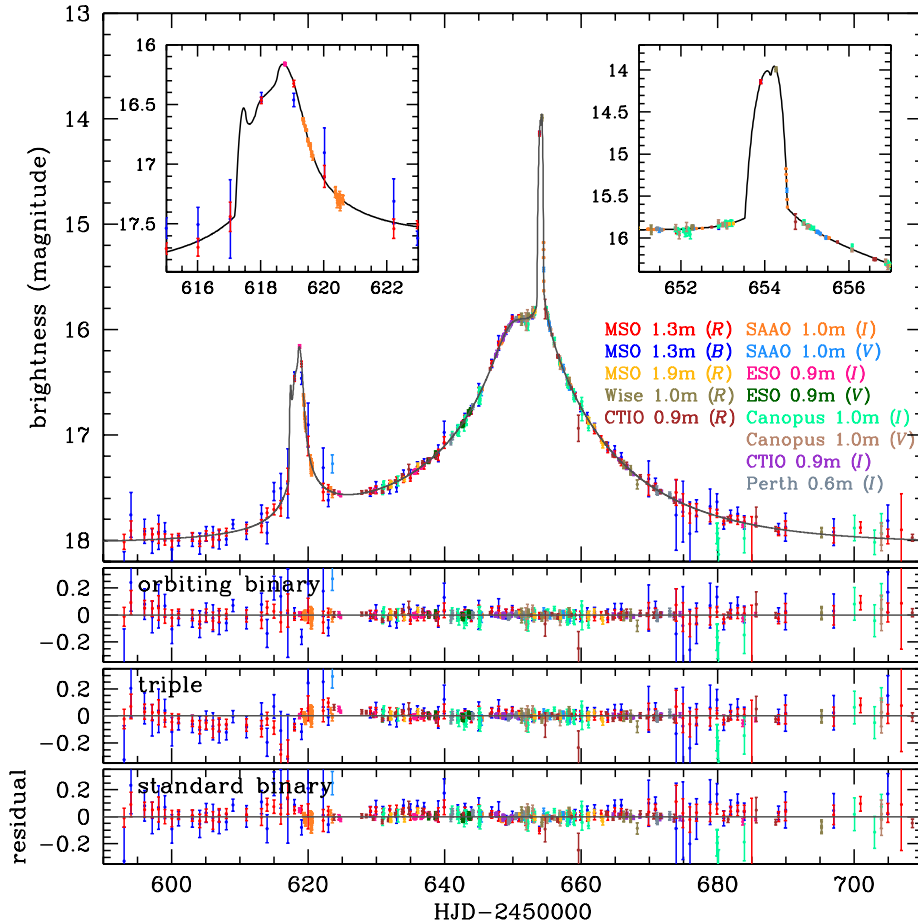 13
14
15
16
17
18
brightness (magnitude)
16
16.5
17
17.5
616 618 620 622
14
14.5
15
15.5
16
652 654 656
MSO 1.3m (R) SAAO 1.0m (I)
MSO 1.3m (B) SAAO 1.0m (V)
MSO 1.9m (R) ESO 0.9m (I)
Wise 1.0m (R) ESO 0.9m (V)
CTIO 0.9m (R) Canopus 1.0m (I)
Canopus 1.0m (V)
CTIO 0.9m (I)
Perth 0.6m (I)
orbiting binary
0.2
0
−0.2
triple
0.2
0
−0.2
standard binary
0.2
0
−0.2
residual
600 620 640 660 680 700
HJD−2450000